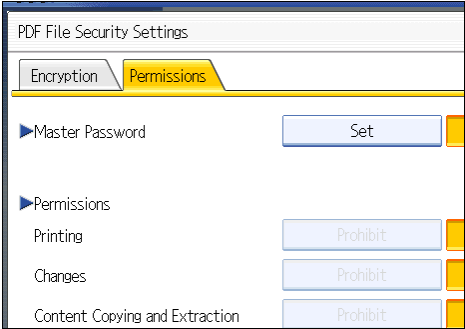 PDF File Security Settings
Encryption
Permissions
Master Password
Set
Permissions
Printing
Prohibit
Changes
Prohibit
Content Copying and Extraction
Prohibit